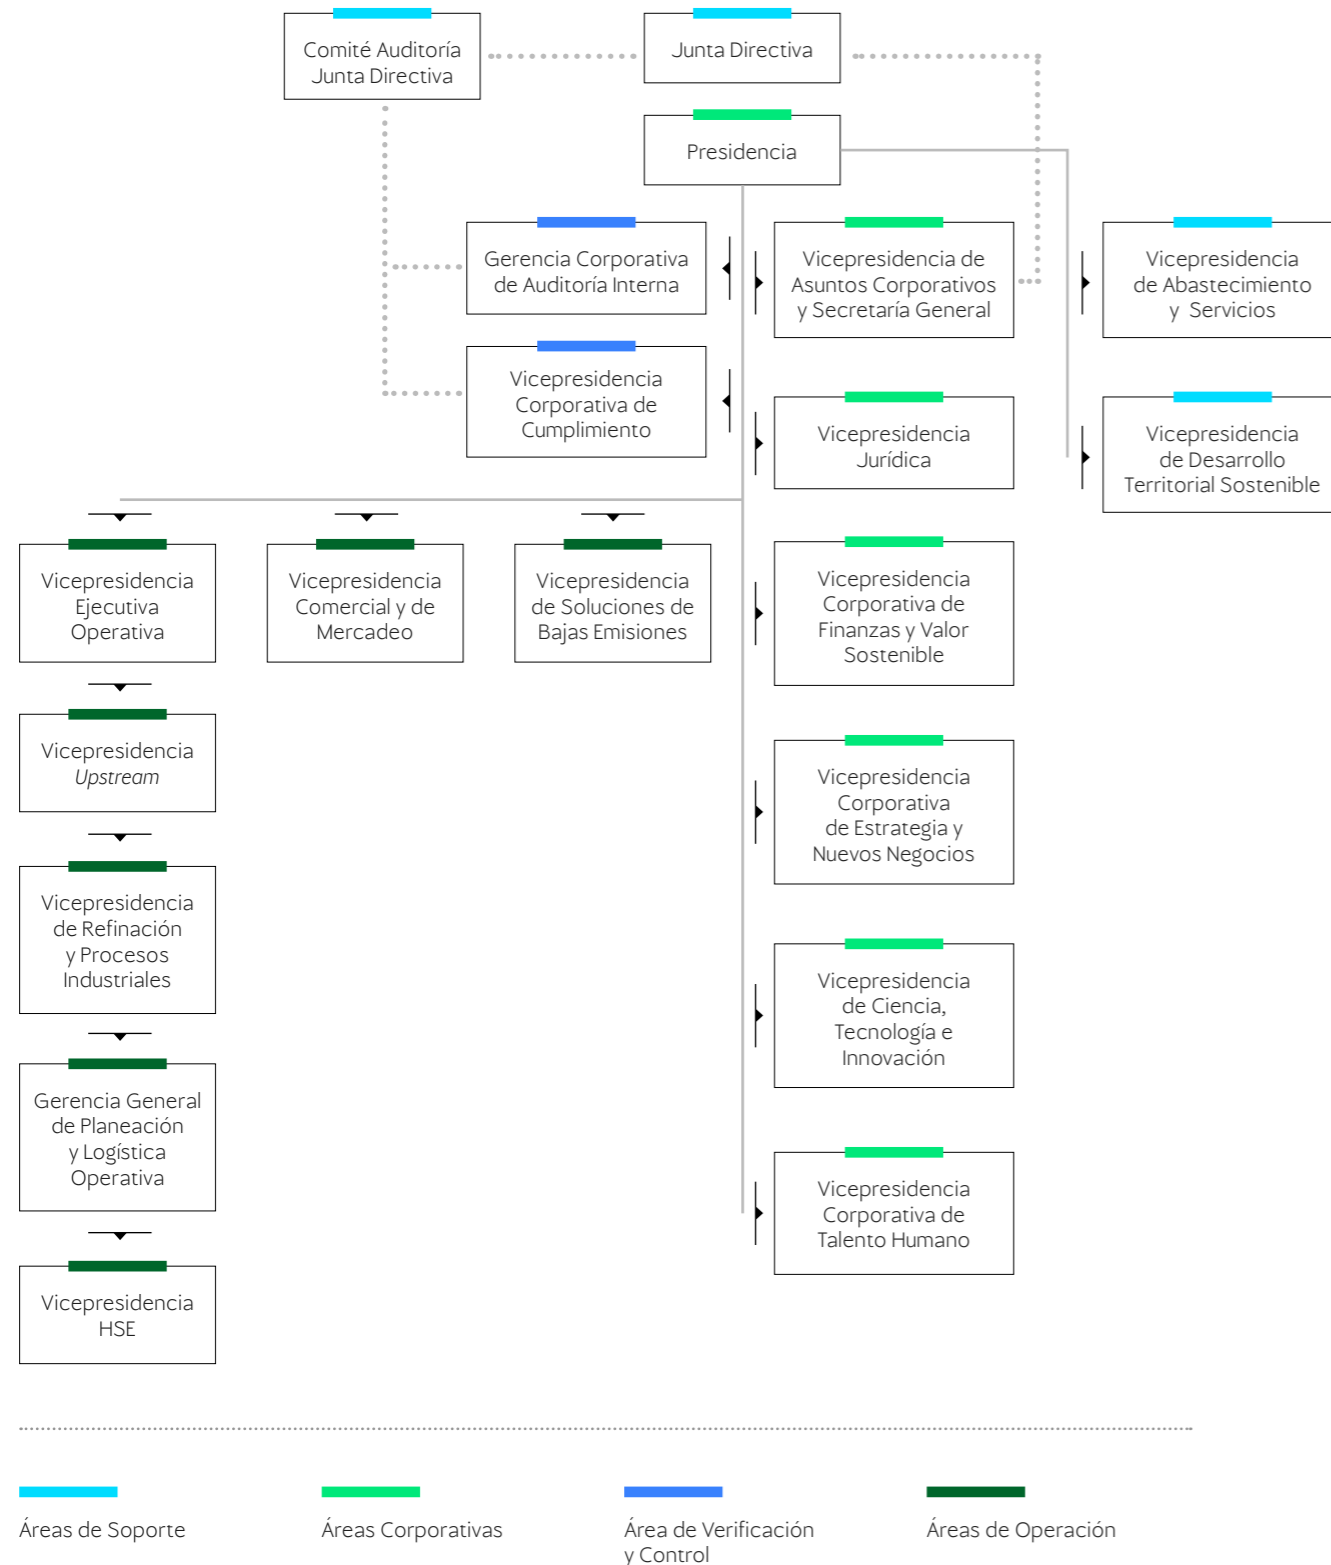 Comité Auditoría
Junta Directiva
Junta Directiva
Presidencia
Gerencia Corporativa
de Auditoría Interna
Vicepresidencia de
Asuntos Corporativos
y Secretaría General
Vicepresidencia
de Abastecimiento
y Servicios
Vicepresidencia
Corporativa de
Cumplimiento
Vicepresidencia
Jurídica
Vicepresidencia
de Desarrollo
Territorial Sostenible
Vicepresidencia
Ejecutiva
Operativa
Vicepresidencia
Comercial y de
Mercadeo
Vicepresidencia
de Soluciones de
Bajas Emisiones
Vicepresidencia
Corporativa de
Finanzas y Valor
Sostenible
Vicepresidencia
Upstream
Vicepresidencia
Corporativa
de Estrategia y
Nuevos Negocios
Vicepresidencia
de Refinación
y Procesos
Industriales
Vicepresidencia
de Ciencia,
Tecnología e
Innovación
Gerencia General
de Planeación
y Logística
Operativa
Vicepresidencia
Corporativa de
Talento Humano
Vicepresidencia
HSE
Áreas de Soporte
Áreas Corporativas
Área de Verificación
y Control
Áreas de Operación